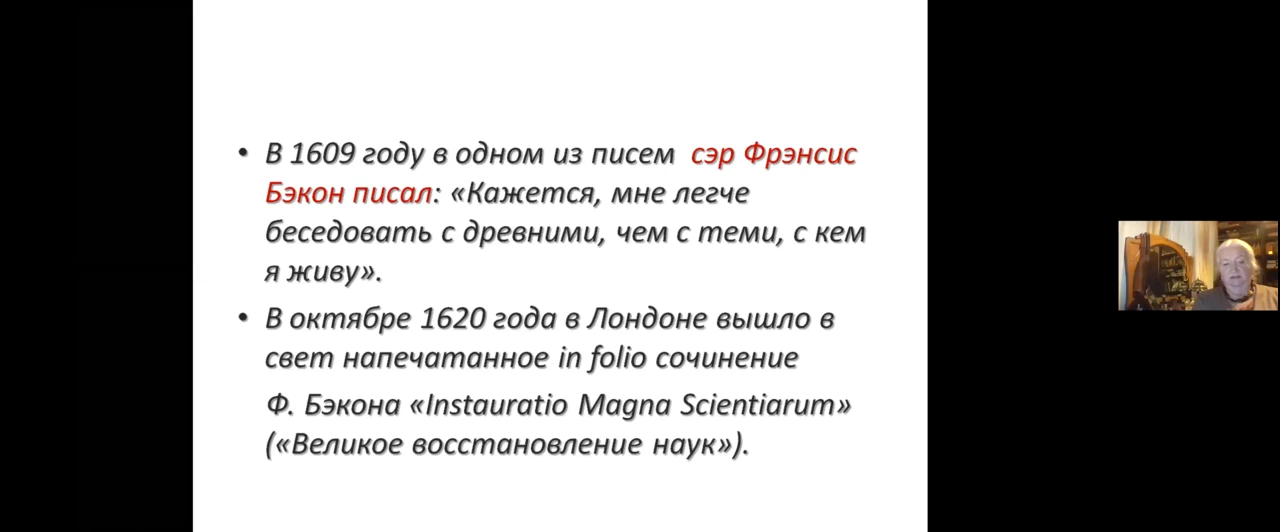 • В 1609 году в одном из писем сэр Фрэнсис
Бэкон писал: «Кажется, мне легче
беседовать с древними, чем с теми, с кем
я живу».
• В октябре 1620 года в Лондоне вышло в
свет напечатанное in folio сочинение
Ф. Бэкона «Instauratio Magna Scientiarum»
(«Великое восстановление наук»).